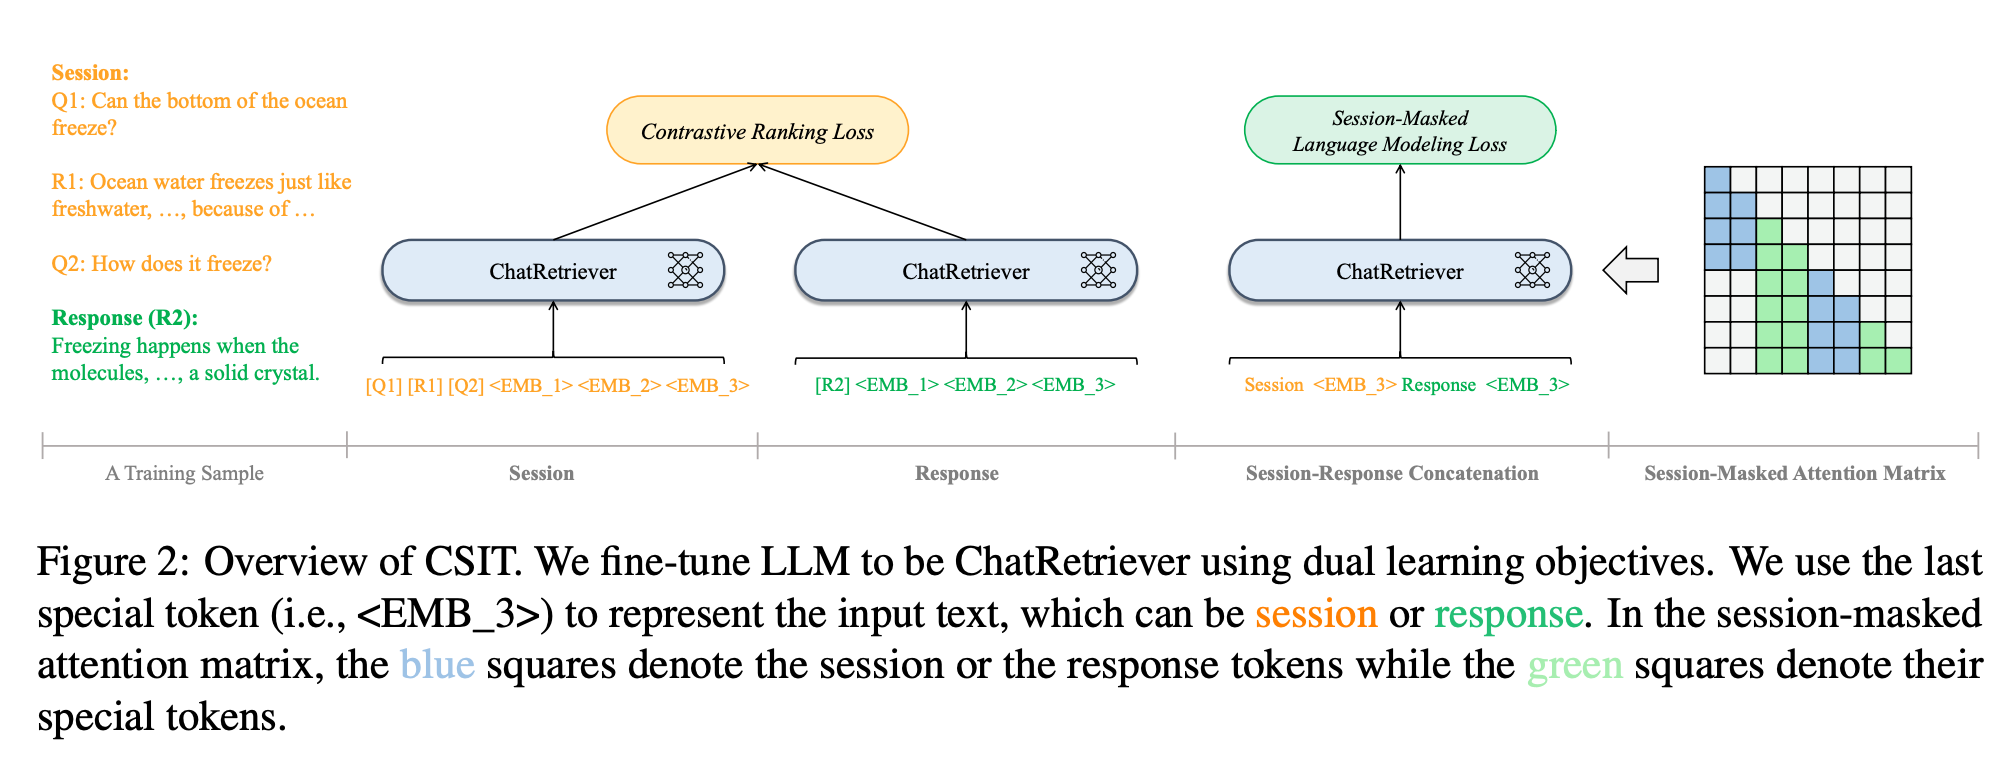 Session:
Q1: Can the bottom of the ocean
freeze?
R1: Ocean water freezes just like
freshwater, …, because of …
Q2: How does it freeze?
Response (R2):
Freezing happens when the
molecules, …, a solid crystal.
Contrastive Ranking Loss
ChatRetriever
ChatRetriever
[Q1] [R1] [Q2] <EMB_1> <EMB_2> <EMB_3>
[R2] <EMB_1> <EMB_2> <EMB_3>
Session-Masked
Language Modeling Loss
ChatRetriever
Session <EMB_3> Response <EMB_3>
A Training Sample
Session
Response
Session-Response Concatenation
Session-Masked Attention Matrix
Figure 2: Overview of CSIT. We fine-tune LLM to be ChatRetriever using dual learning objectives. We use the last
special token (i.e., <EMB_3>) to represent the input text, which can be session or response. In the session-masked
attention matrix, the blue squares denote the session or the response tokens while the green squares denote their
special tokens.